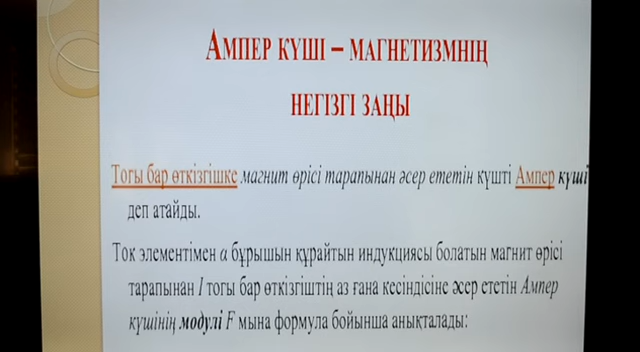 АМПЕР КҮШІ – МАГНЕТИЗМНІҢ
НЕГІЗГІ ЗАҢЫ
Тогы бар өткізгішке магнит өрісі тарапынан әсер ететін күшті Ампер күші
деп атайды.
Ток элементімен α бұрышын құрайтын индукциясы болатын магнит өрісі
тарапынан I тогы бар өткізгіштің аз ғана кесіндісіне әсер ететін Ампер
күшінің модулі F мына формула бойынша анықталады: